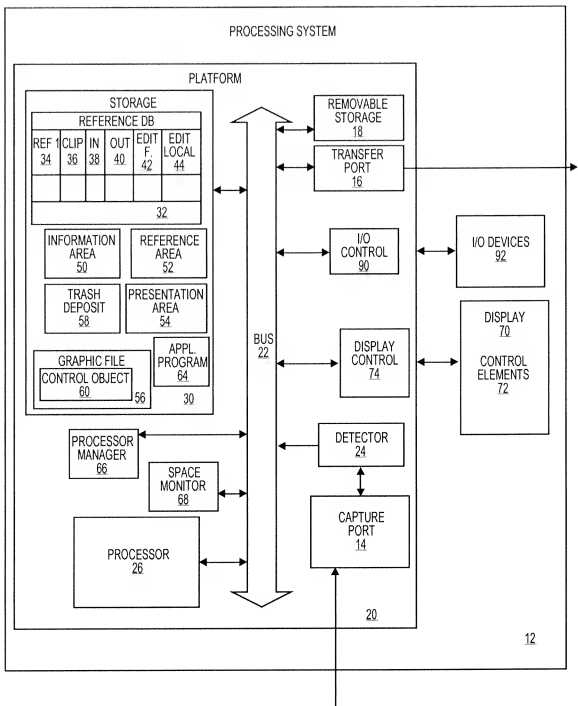 PROCESSING SYSTEM
PLATFORM
STORAGE
REFERENCE DB
REF 1
34
CLIP
36
IN
38
OUT
40
EDIT
F.
42
EDIT
LOCAL
44
32
INFORMATION
AREA
50
REFERENCE
AREA
52
TRASH
DEPOSIT
58
PRESENTATION
AREA
54
GRAPHIC FILE
CONTROL OBJECT
60
56
APPL.
PROGRAM
64
30
PROCESSOR
MANAGER
66
SPACE
MONITOR
68
PROCESSOR
26
BUS
22
REMOVABLE
STORAGE
18
TRANSFER
PORT
16
I/O
CONTROL
90
DISPLAY
CONTROL
74
DETECTOR
24
CAPTURE
PORT
14
20
I/O DEVICES
92
DISPLAY
70
CONTROL
ELEMENTS
72
12